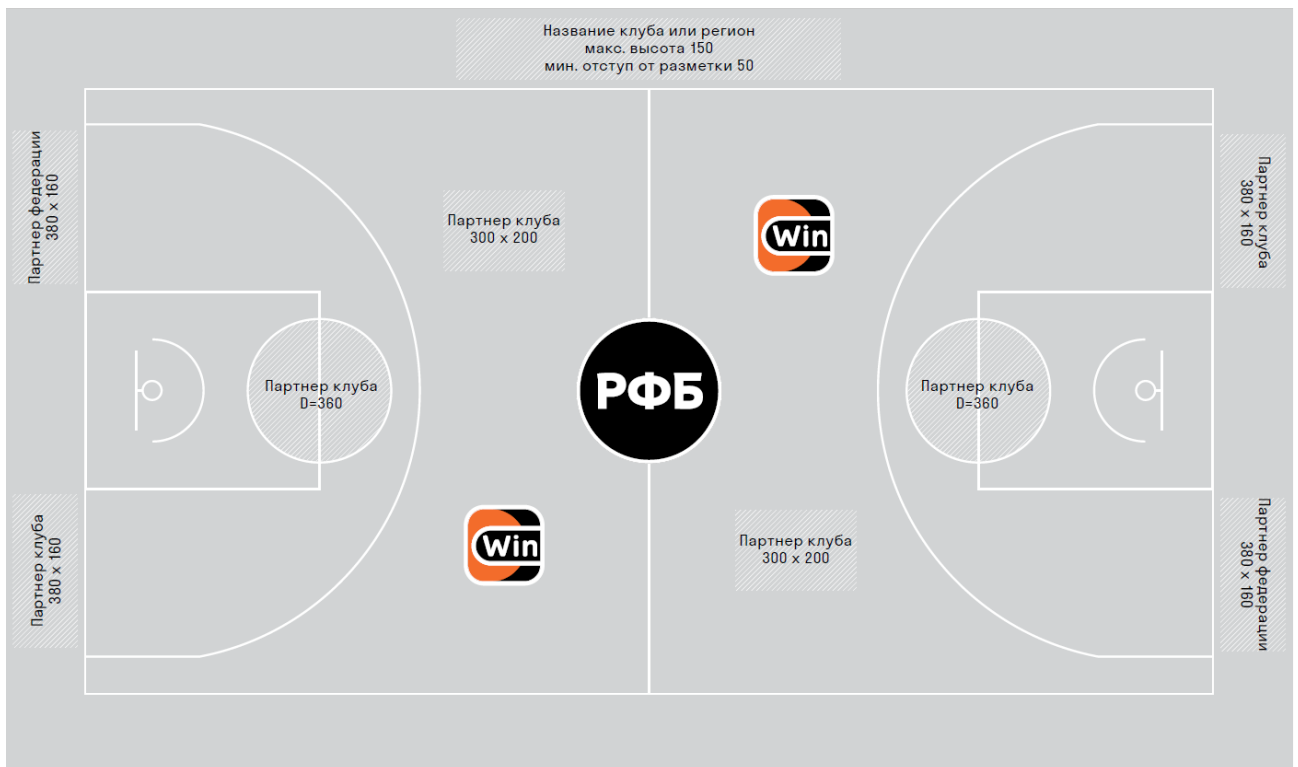 Название клуба или регион
макс. высота 150
мин. отступ от разметки 50
Партнер федерации
380 x 160
Партнер клуба
300 x 200
Win
Партнер клуба
380 x 160
Партнер клуба
D=360
РФБ
Партнер клуба
D=360
Партнер клуба
380 x 160
Win
Партнер клуба
300 x 200
Партнер федерации
380 x 160